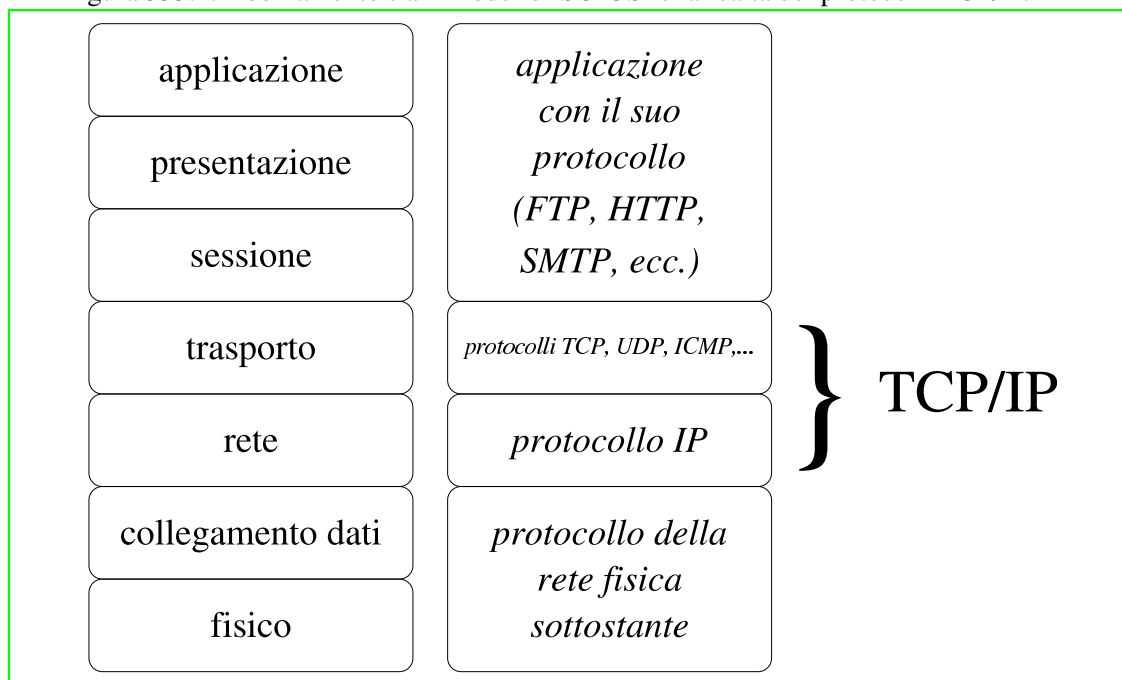 applicazione
presentazione
sessione
trasporto
rete
collegamento dati
fisico
applicazione
con il suo
protocollo
(FTP, HTTP,
SMTP, ecc.)
protocolli TCP, UDP, ICMP,...
protocollo IP
protocollo della
rete fisica
sottostante
TCP/IP